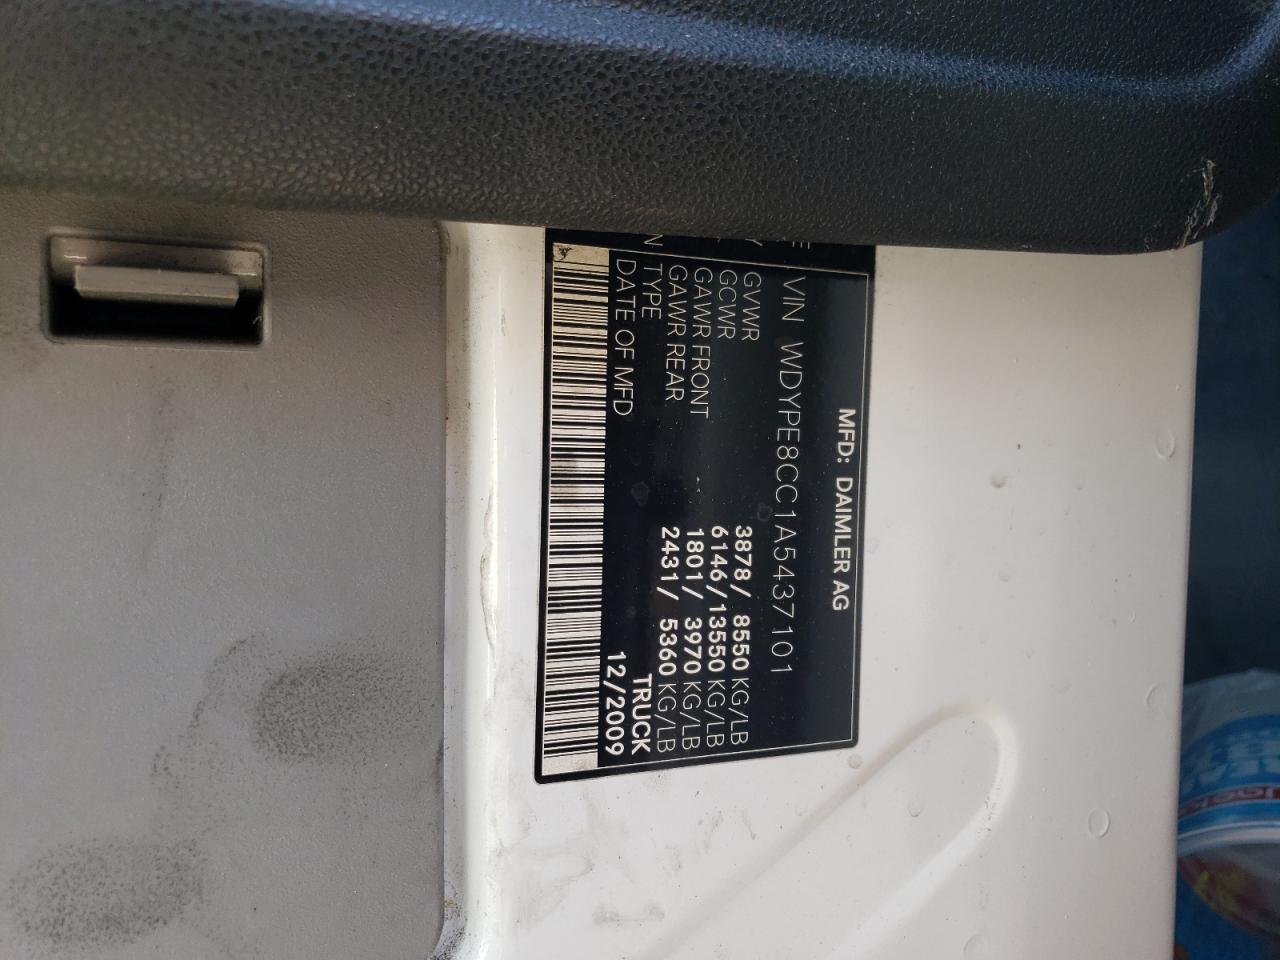 MFD: DAIMLER AG
VIN WDYPE8CC1A5437101
GVWR 3878/ 8550 KG/LB
GCWR 6146/13550 KG/LB
GAWR FRONT 1801/ 3970 KG/LB
GAWR REAR 2431/ 5360 KG/LB
TYPE TRUCK
DATE OF MFD 12/2009